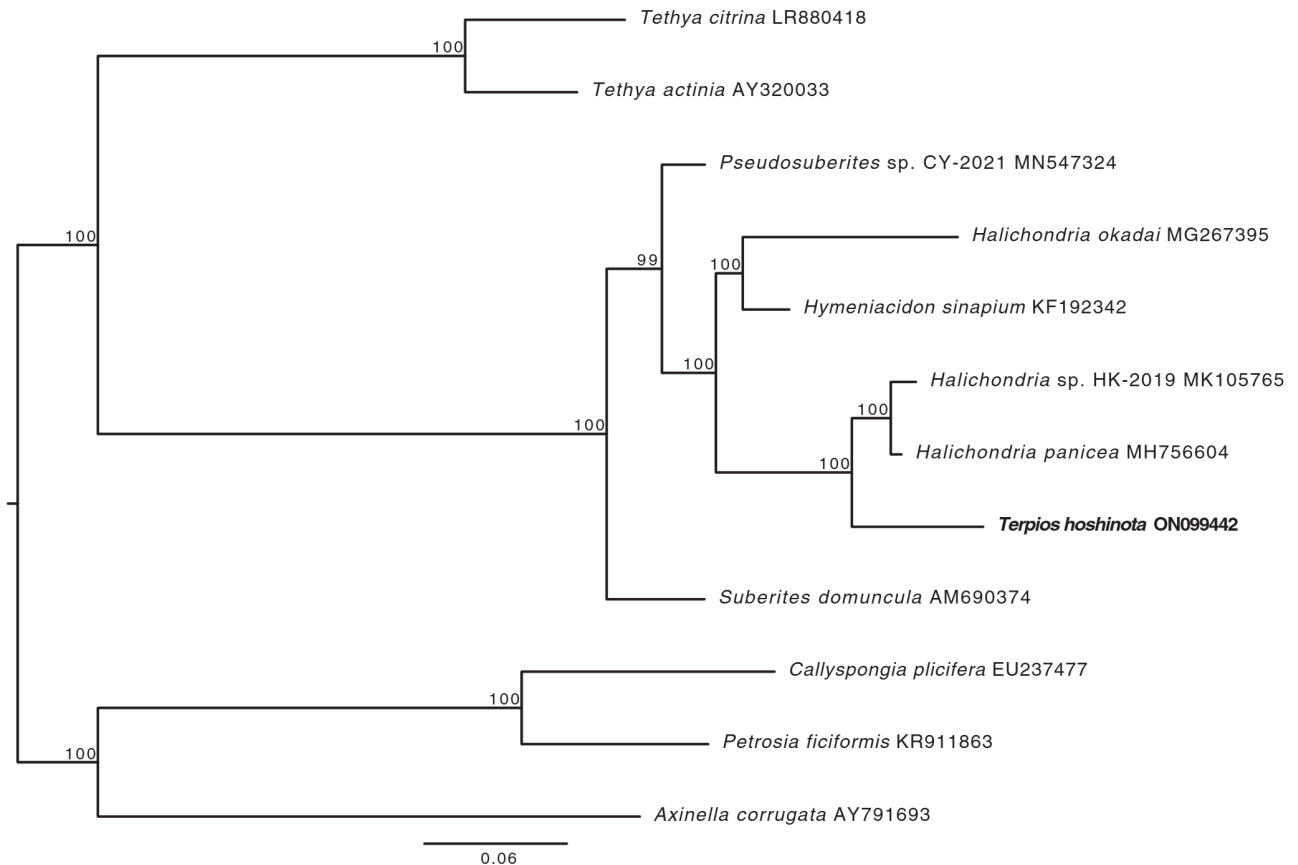 Tethya citrina LR880418
100
Tethya actinia AY320033
Pseudosuberites sp. CY-2021 MN547324
100
Halichondria okadai MG267395
99
100
Hymeniacidon sinapium KF192342
100
Halichondria sp. HK-2019 MK105765
100
100
Halichondria panicea MH756604
100
Terpios hoshinota ON099442
Suberites domuncula AM690374
Callyspongia plicifera EU237477
100
Petrosia ficiformis KR911863
100
Axinella corrugata AY791693
0.06